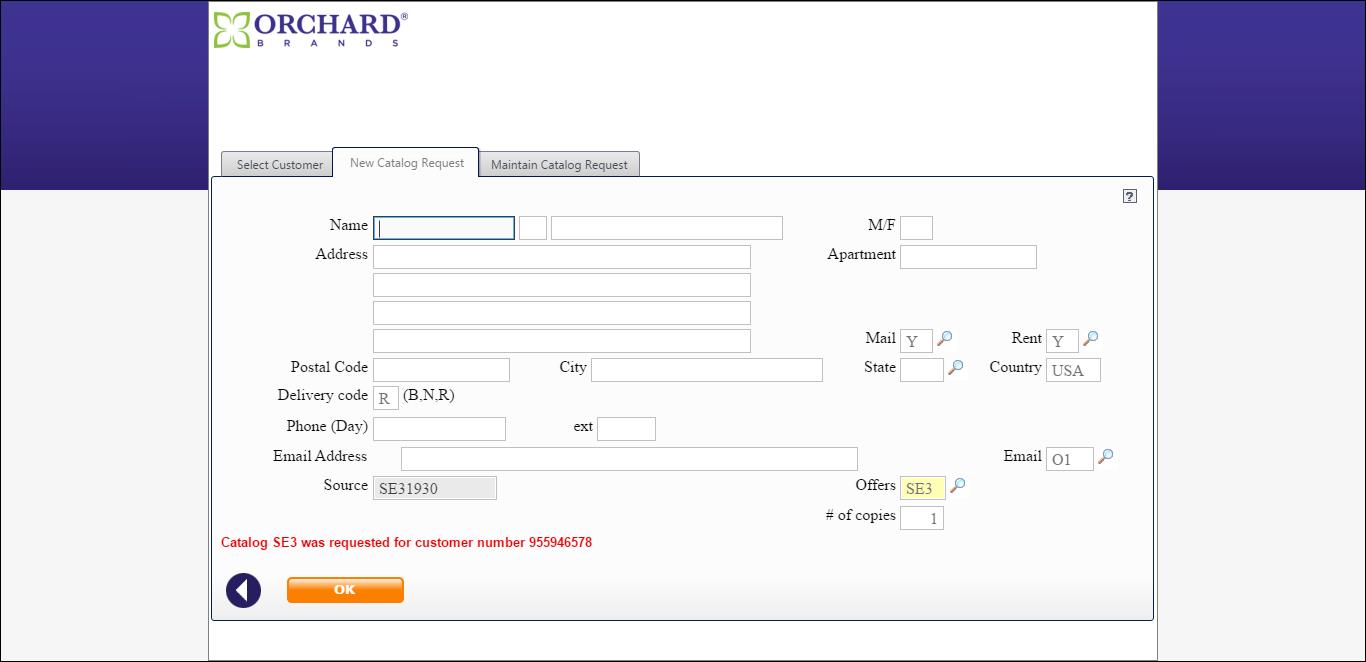 ORCHARD®
BRANDS
Select Customer New Catalog Request Maintain Catalog Request
?
Name M/F
Address Apartment
Mail Y Rent Y
Postal Code City State Country USA
Delivery code R (B,N,R)
Phone (Day) ext
Email Address Email O1
Source SE31930 Offers SE3
# of copies 1
Catalog SE3 was requested for customer number 955946578
OK